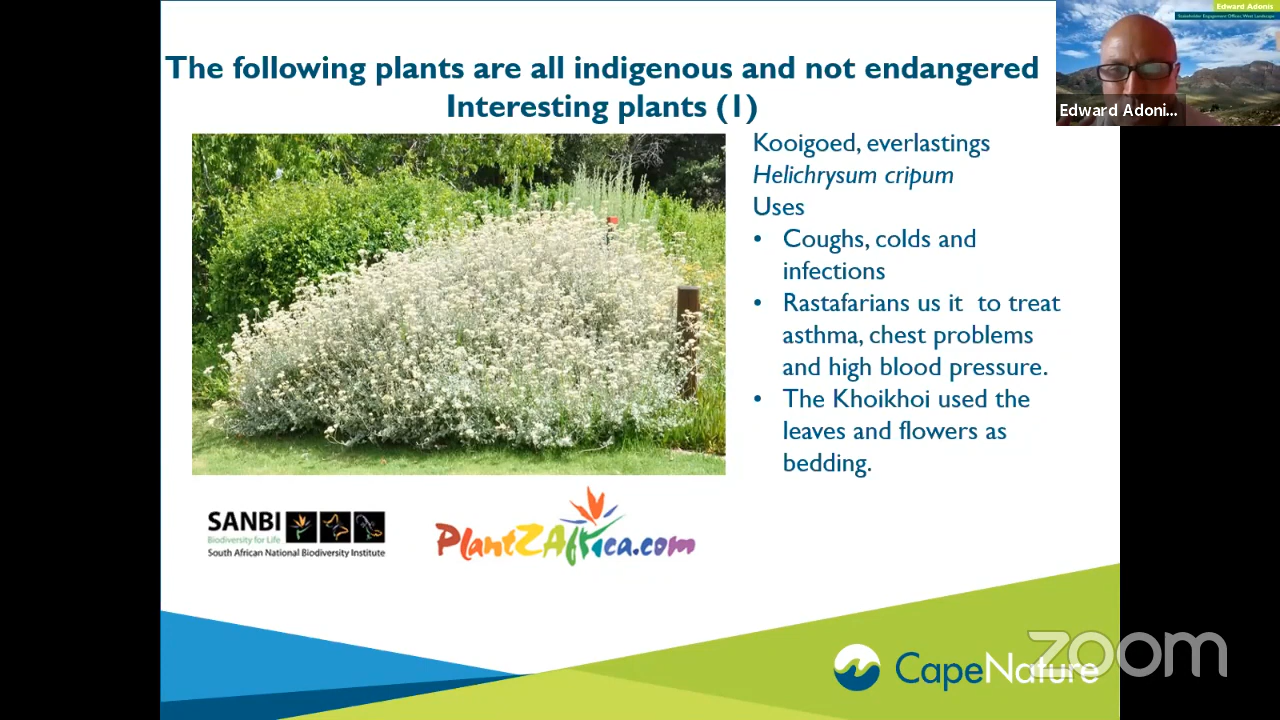 The following plants are all indigenous and not endangered
Interesting plants (1)
Kooigoed, everlastings
Helichrysum cripum
Uses
• Coughs, colds and
infections
• Rastafarians us it to treat
asthma, chest problems
and high blood pressure.
• The Khoikhoi used the
leaves and flowers as
bedding.
SANBI
Biodiversity for Life
South African National Biodiversity Institute
PlantZAfrica.com
CapeNature
zoom
Edward Adonis
Stakeholder Engagement Officer: West Landscape
Edward Adoni...